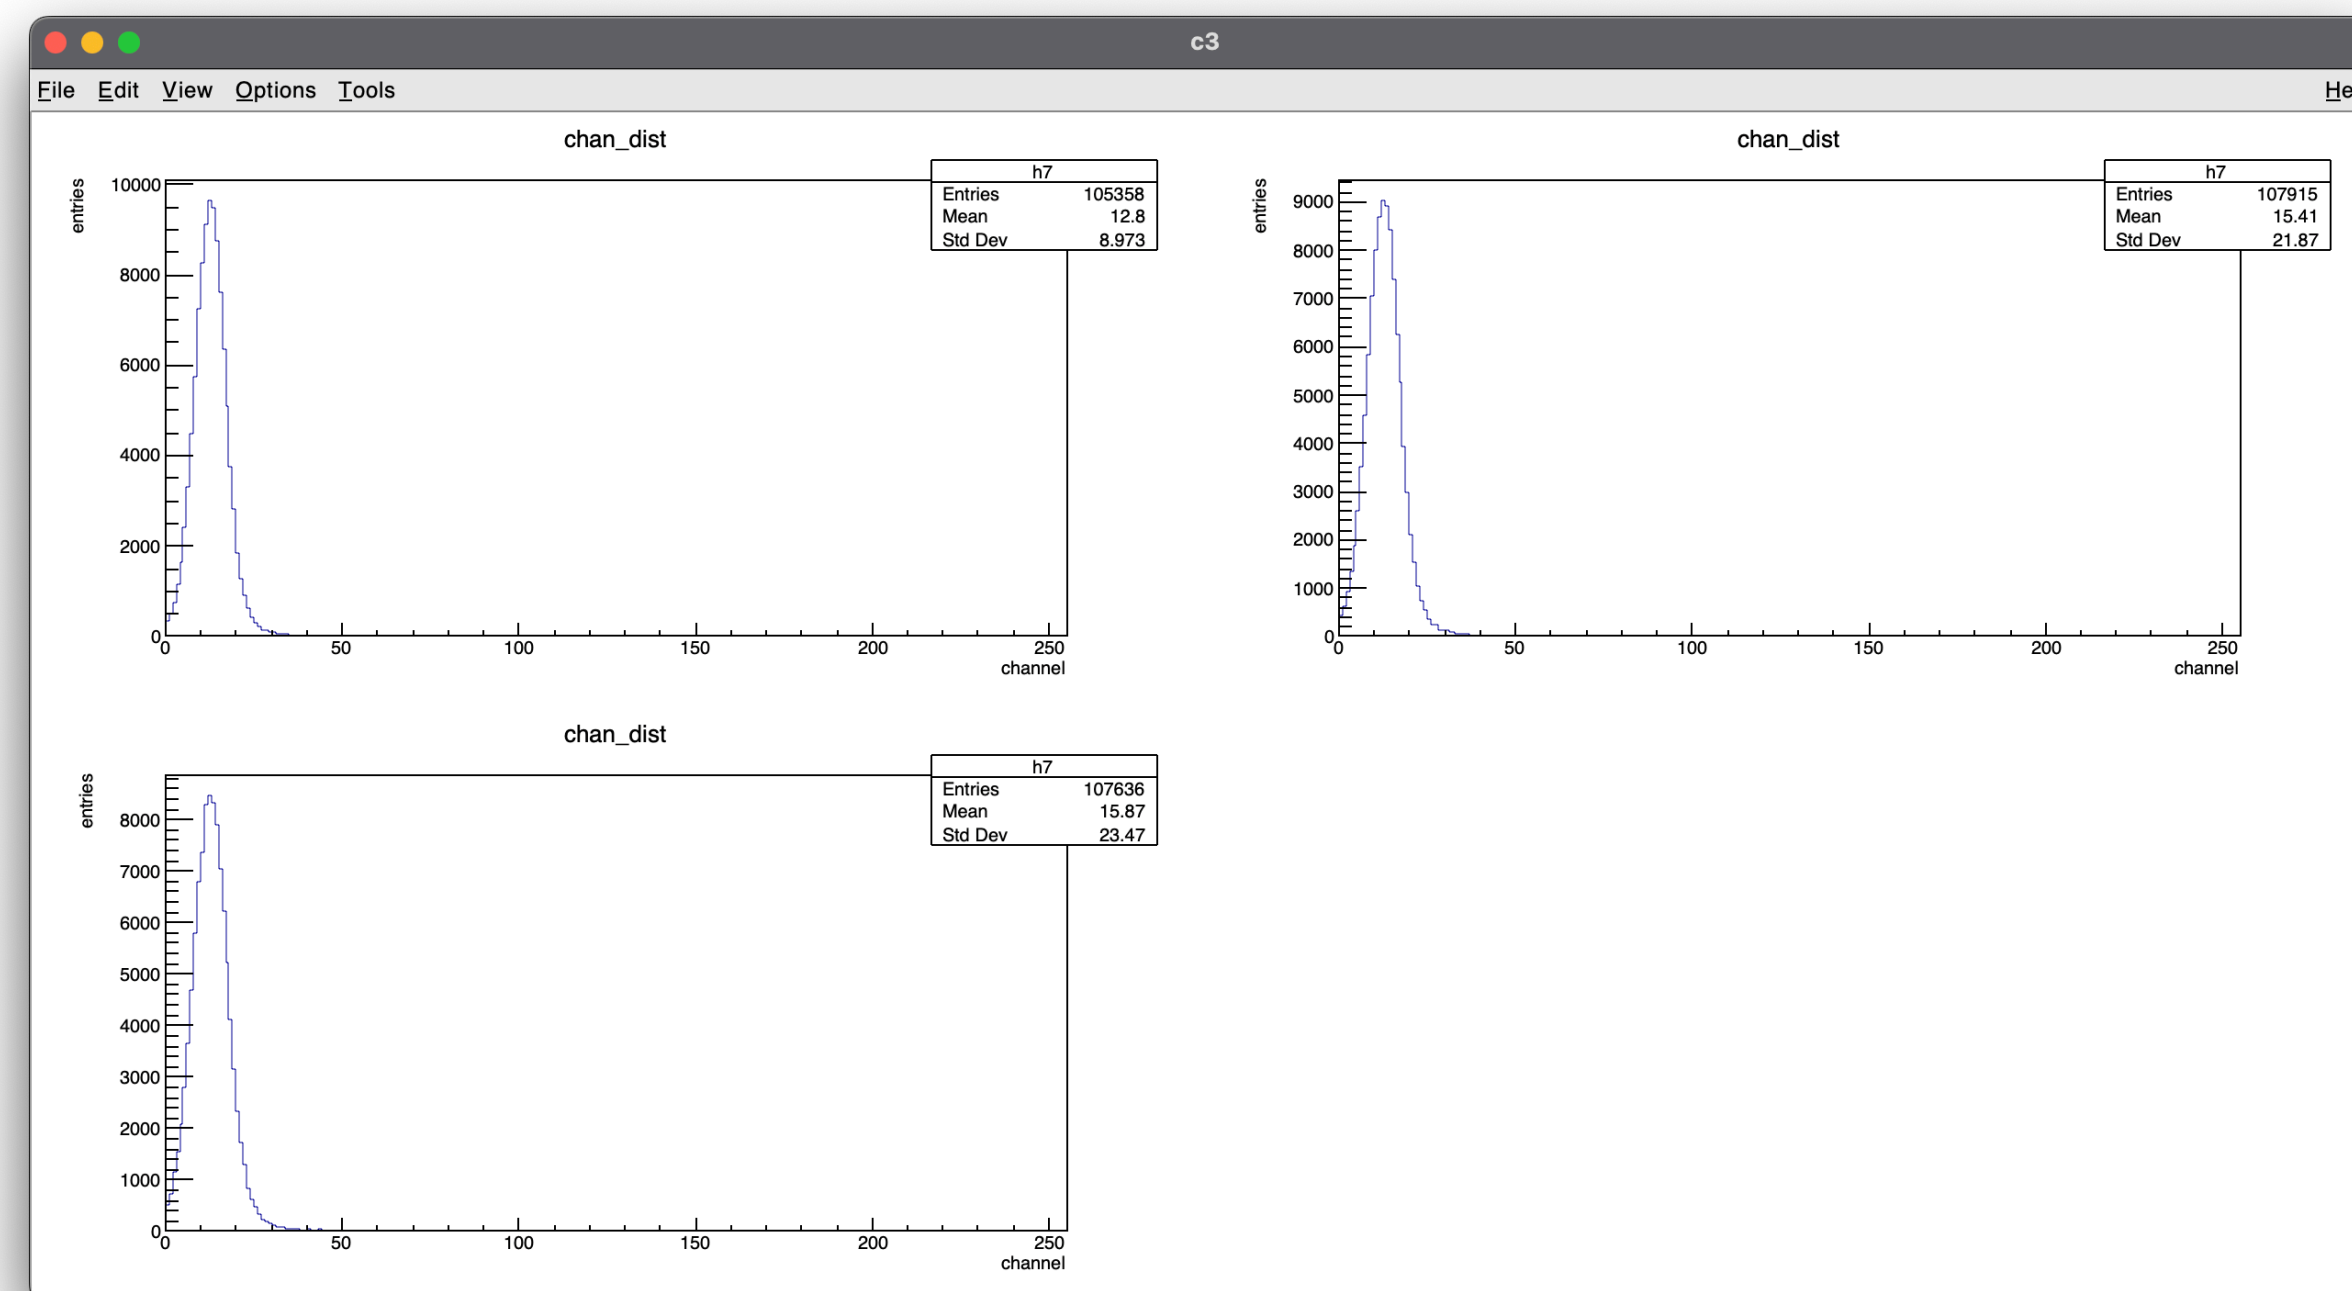 c3
File Edit View Options Tools He
chan_dist
entries
h7
Entries 105358
Mean 12.8
Std Dev 8.973
10000
8000
6000
4000
2000
0
0 50 100 150 200 250
channel
chan_dist
entries
h7
Entries 107915
Mean 15.41
Std Dev 21.87
9000
8000
7000
6000
5000
4000
3000
2000
1000
0
0 50 100 150 200 250
channel
chan_dist
entries
h7
Entries 107636
Mean 15.87
Std Dev 23.47
8000
7000
6000
5000
4000
3000
2000
1000
0
0 50 100 150 200 250
channel